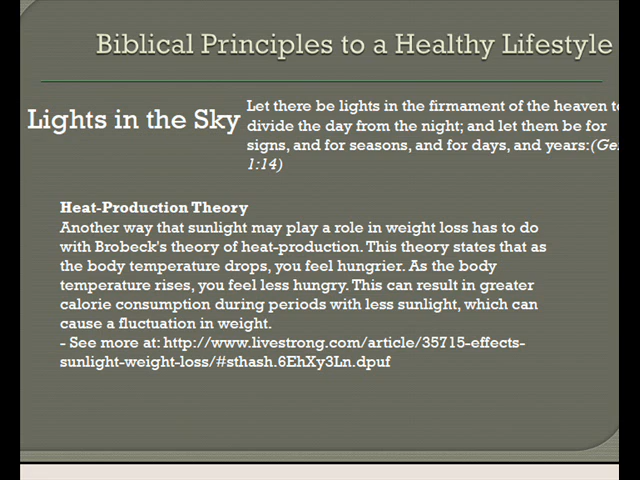 Biblical Principles to a Healthy Lifestyle
Lights in the Sky
Let there be lights in the firmament of the heaven to
divide the day from the night; and let them be for
signs, and for seasons, and for days, and years:(Ge
1:14)
Heat-Production Theory
Another way that sunlight may play a role in weight loss has to do
with Brobeck's theory of heat-production. This theory states that as
the body temperature drops, you feel hungrier. As the body
temperature rises, you feel less hungry. This can result in greater
calorie consumption during periods with less sunlight, which can
cause a fluctuation in weight.
- See more at: http://www.livestrong.com/article/35715-effects-
sunlight-weight-loss/#sthash.6EhXy3Ln.dpuf